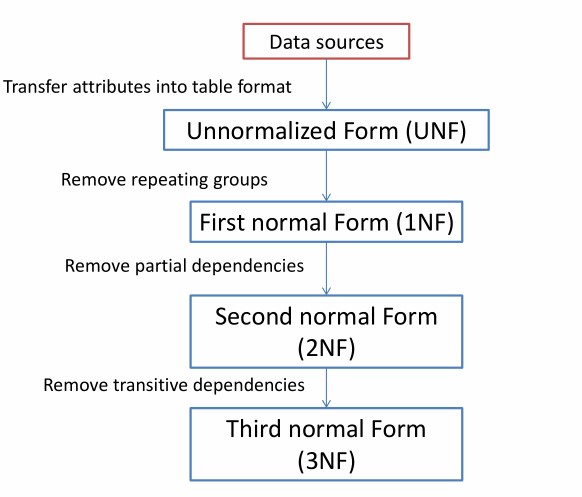 Data sources
Transfer attributes into table format
Unnormalized Form (UNF)
Remove repeating groups
First normal Form (1NF)
Remove partial dependencies
Second normal Form
(2NF)
Remove transitive dependencies
Third normal Form
(3NF)